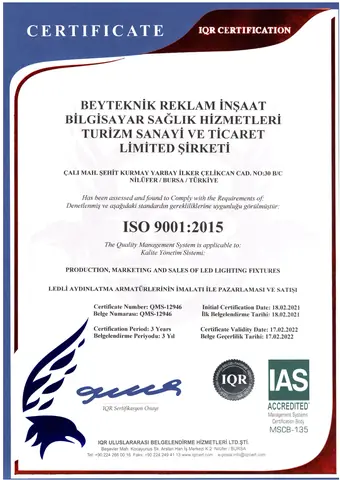 CERTIFICATE
IQR CERTIFICATION
BEYTEKNİK REKLAM İNŞAAT
BİLGİSAYAR SAĞLIK HİZMETLERİ
TURİZM SANAYİ VE TİCARET
LIMITED ŞİRKETİ
ÇALI MAH. ŞEHİT KURMAY YARBAY İLKER ÇELİKCAN CAD. NO:30 B/C
NİLÜFER / BURSA / TÜRKİYE
Has been assessed and found to Comply with the Requirements of:
Denetlenmiş ve aşağıdaki standardın gerekliliklerine uygunluğu görülmüştür:
ISO 9001:2015
The Quality Management System is applicable to:
Kalite Yönetim Sistemi:
PRODUCTION, MARKETING AND SALES OF LED LIGHTING FIXTURES
LEDLİ AYDINLATMA ARMATÜRLERİNİN İMALATI İLE PAZARLAMASI VE SATIŞI
Certificate Number: QMS-12946
Belge Numarası: QMS-12946
Initial Certification Date: 18.02.2021
İlk Belgelendirme Tarihi: 18.02.2021
Certification Period: 3 Years
Belgelendirme Periyodu: 3 Yıl
Certificate Validity Date: 17.02.2022
Belge Geçerlilik Tarihi: 17.02.2022
IQR Sertifikasyon Onayı
IQR
IAS
ACCREDITED
Management Systems
Certification Body
MSCB-135
IQR ULUSLARARASI BELGELENDİRME HİZMETLERİ LTD.ŞTİ.